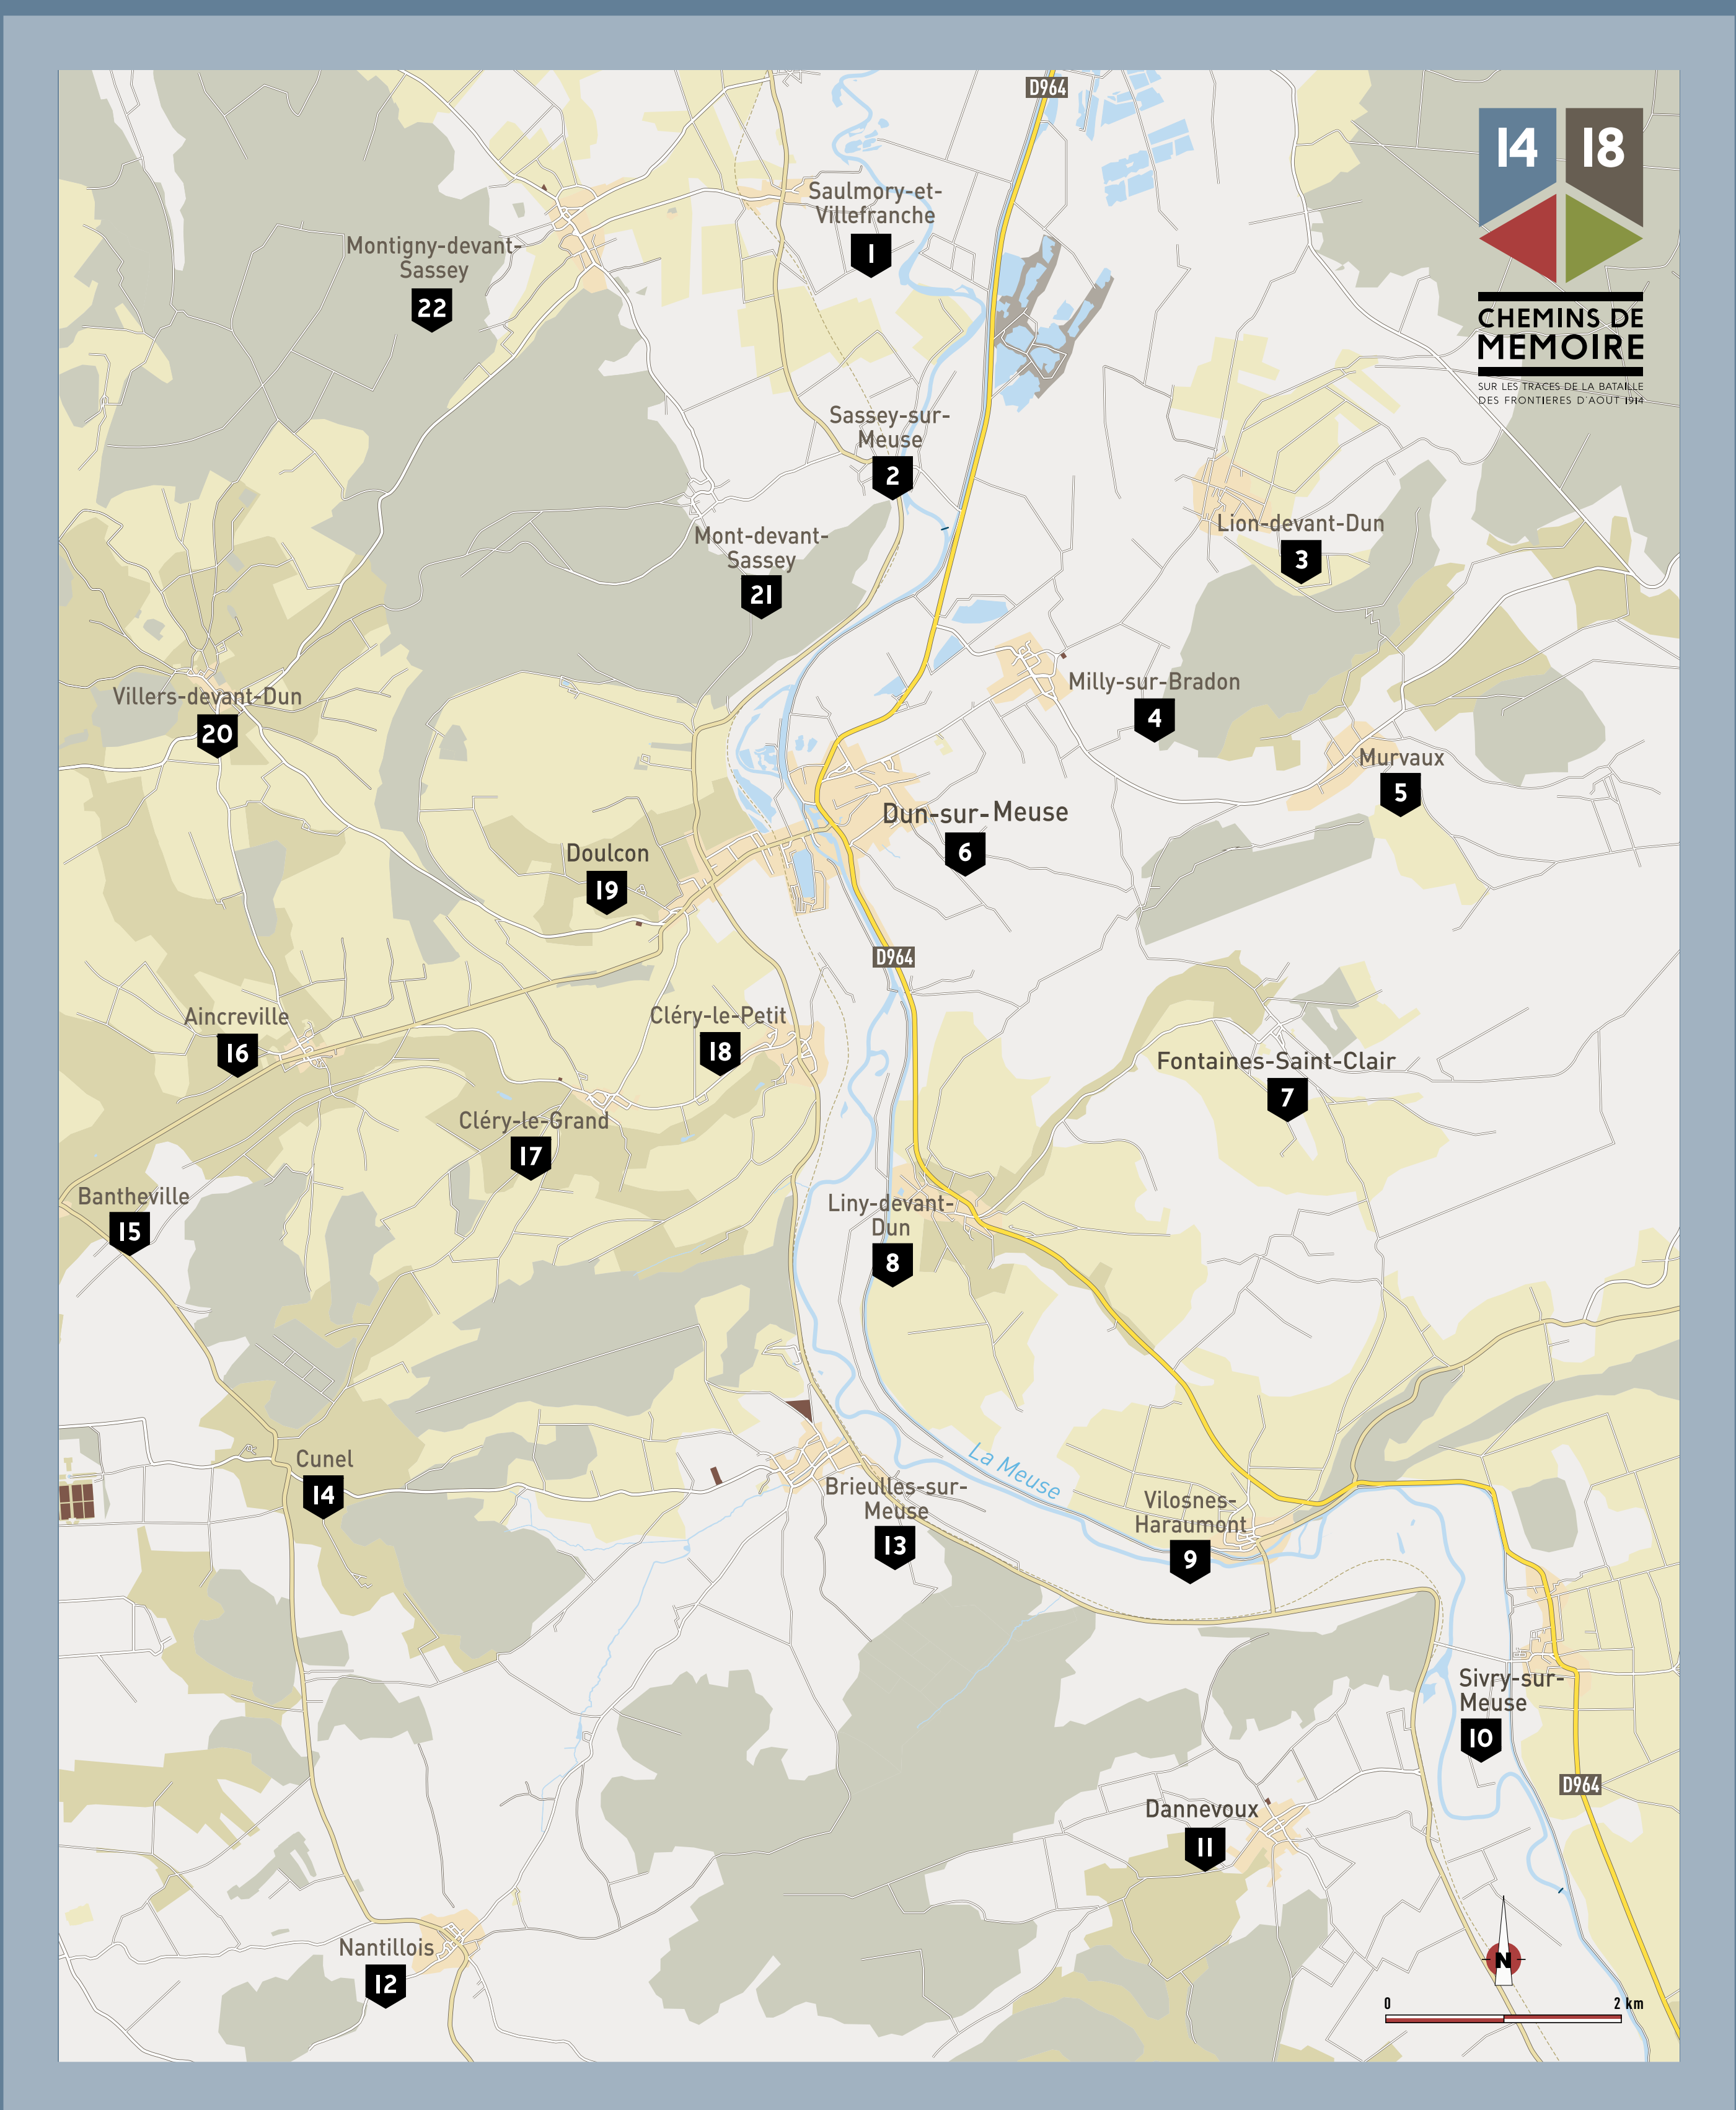 D964
14 18
CHEMINS DE
MEMOIRE
SUR LES TRACES DE LA BATAILLE
DES FRONTIERES D'AOUT 1914
Saulmory-et-
Villefranche
1
Montigny-devant-
Sassey
22
Sassey-sur-
Meuse
2
Lion-devant-Dun
3
Mont-devant-
Sassey
21
Milly-sur-Bradon
4
Villers-devant-Dun
20
Murvaux
5
Dun-sur-Meuse
6
Doulcon
19
D964
Aincreville
16
Cléry-le-Petit
18
Fontaines-Saint-Clair
7
Cléry-le-Grand
17
Bantheville
15
Liny-devant-
Dun
8
La Meuse
Cunel
14
Brieulles-sur-
Meuse
13
Vilosnes-
Haraumont
9
Sivry-sur-
Meuse
10
D964
Dannevoux
11
Nantillois
12
N
0 2 km